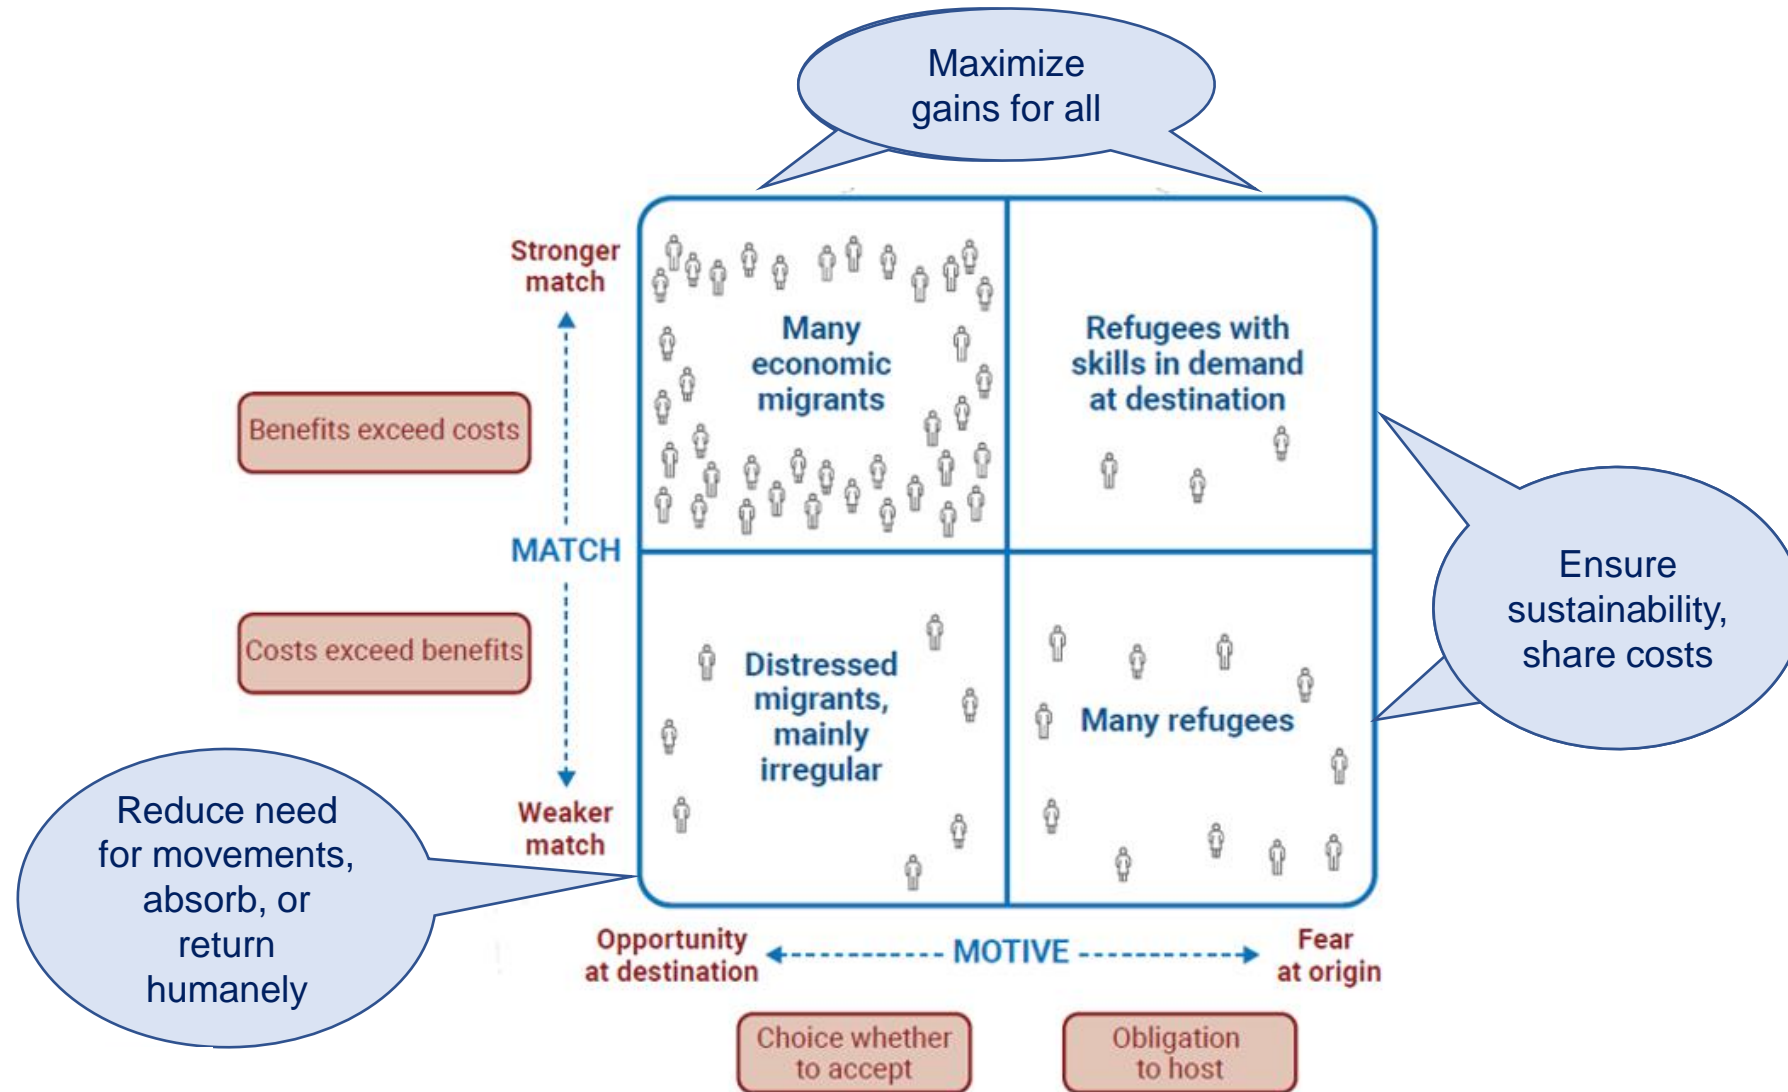 Maximize
gains for all
Stronger
match
Many
economic
migrants
Refugees with
skills in demand
at destination
Benefits exceed costs
MATCH
Ensure
sustainability,
share costs
Costs exceed benefits
Distressed
migrants,
mainly
irregular
Many refugees
Weaker
match
Reduce need
for movements,
absorb, or
return
humanely
Opportunity
at destination
MOTIVE
Fear
at origin
Choice whether
to accept
Obligation
to host